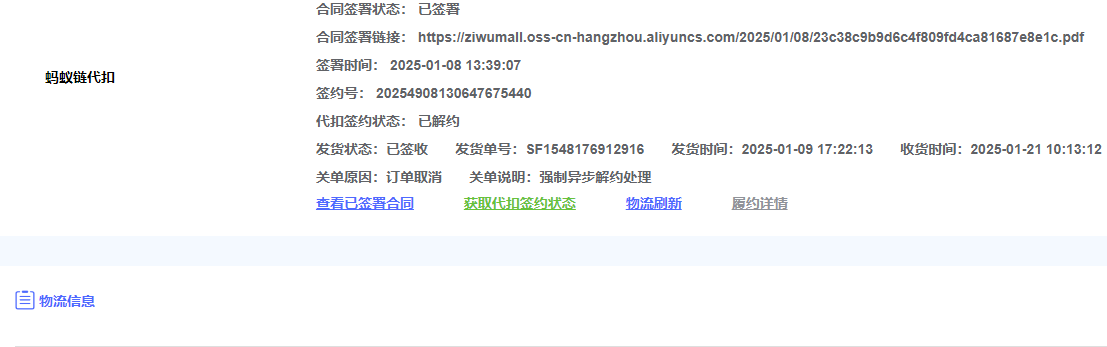 合同签署状态： 已签署
合同签署链接： https://ziwumall.oss-cn-hangzhou.aliyuncs.com/2025/01/08/23c38c9b9d6c4f809fd4ca81687e8e1c.pdf
签署时间： 2025-01-08 13:39:07
蚂蚁链代扣
签约号： 20254908130647675440
代扣签约状态： 已解约
发货状态：已签收 发货单号：SF1548176912916 发货时间：2025-01-09 17:22:13 收货时间：2025-01-21 10:13:12
关单原因：订单取消 关单说明：强制异步解约处理
查看已签署合同 获取代扣签约状态 物流刷新 履约详情
物流信息